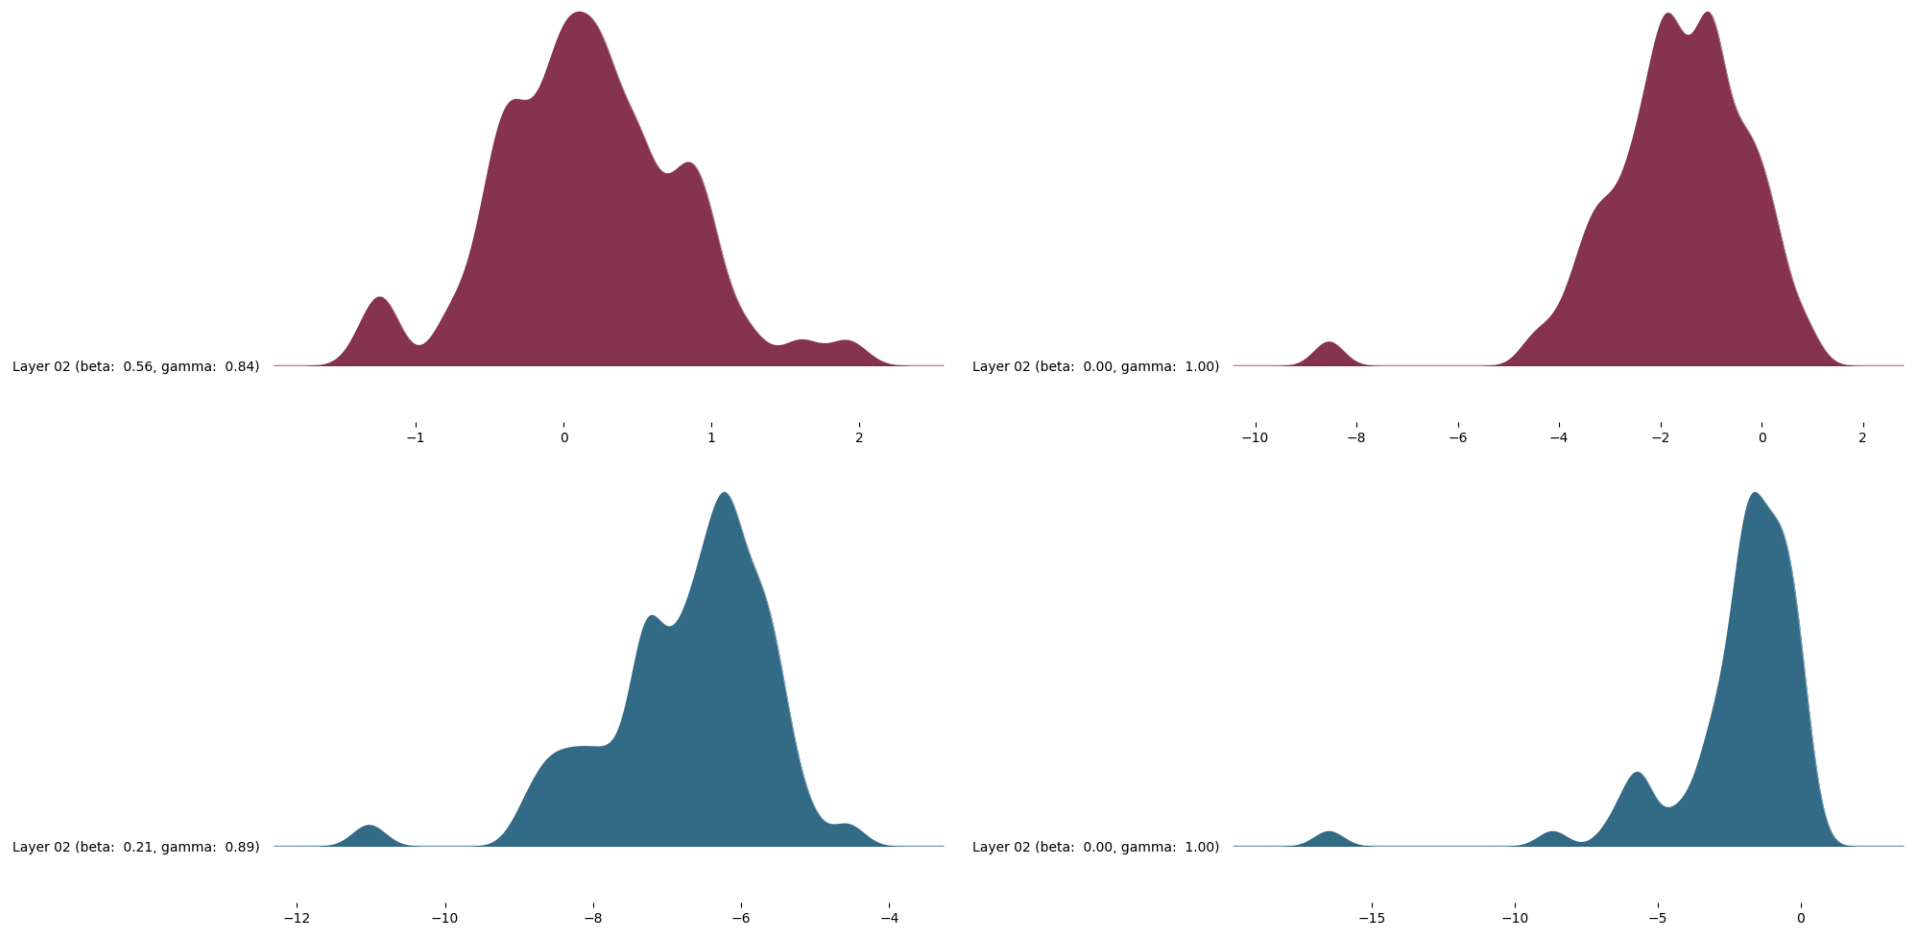 Layer 02 (beta:  0.56, gamma:  0.84)
−1 0 1 2
Layer 02 (beta:  0.00, gamma:  1.00)
−10 −8 −6 −4 −2 0 2
Layer 02 (beta:  0.21, gamma:  0.89)
−12 −10 −8 −6 −4
Layer 02 (beta:  0.00, gamma:  1.00)
−15 −10 −5 0